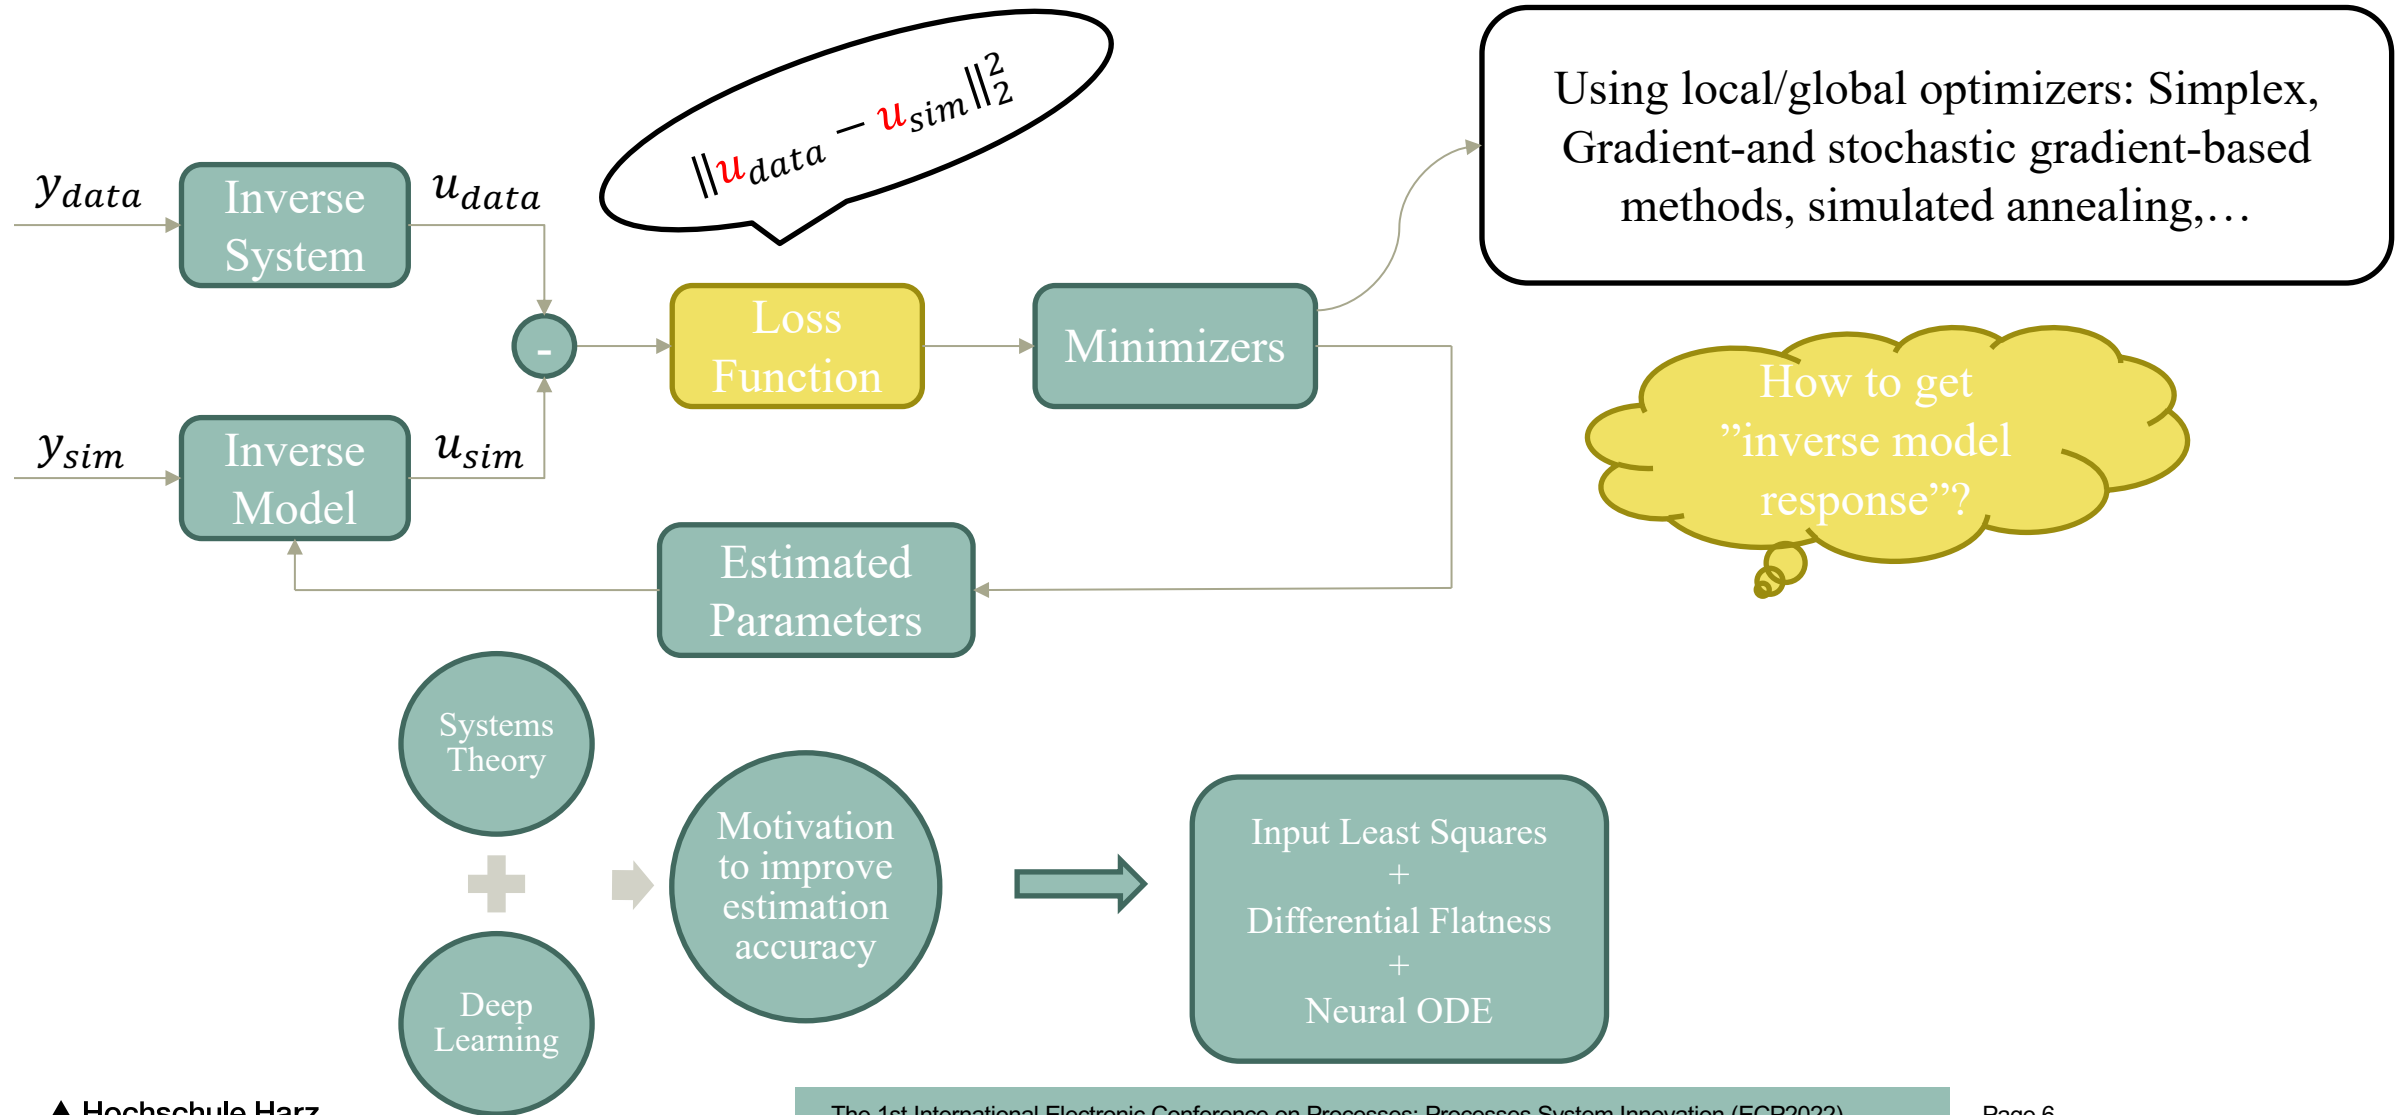 ‖u_data − u_sim‖₂²
Using local/global optimizers: Simplex,
Gradient-and stochastic gradient-based
methods, simulated annealing,…
y_data
Inverse
System
u_data
-
Loss
Function
Minimizers
How to get
”inverse model
response”?
y_sim
Inverse
Model
u_sim
Estimated
Parameters
Systems
Theory
Deep
Learning
Motivation
to improve
estimation
accuracy
Input Least Squares
+
Differential Flatness
+
Neural ODE
Hochschule Harz
The 1st International Electronic Conference on Processes: Processes System Innovation (ECP2022)
Page 6